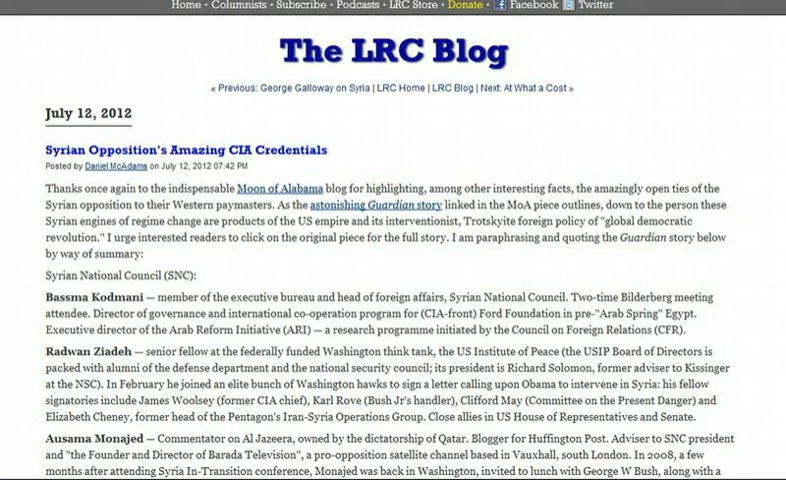 Home · Columnists · Subscribe · Podcasts · LRC Store · Donate · Facebook Twitter
The LRC Blog
« Previous: George Galloway on Syria | LRC Home | LRC Blog | Next: At What a Cost »
July 12, 2012
Syrian Opposition's Amazing CIA Credentials
Posted by Daniel McAdams on July 12, 2012 07:42 PM
Thanks once again to the indispensable Moon of Alabama blog for highlighting, among other interesting facts, the amazingly open ties of the
Syrian opposition to their Western paymasters. As the astonishing Guardian story linked in the MoA piece outlines, down to the person these
Syrian engines of regime change are products of the US empire and its interventionist, Trotskyite foreign policy of "global democratic
revolution." I urge interested readers to click on the original piece for the full story. I am paraphrasing and quoting the Guardian story below
by way of summary:
Syrian National Council (SNC):
Bassma Kodmani — member of the executive bureau and head of foreign affairs, Syrian National Council. Two-time Bilderberg meeting
attendee. Director of governance and international co-operation program for (CIA-front) Ford Foundation in pre-"Arab Spring" Egypt.
Executive director of the Arab Reform Initiative (ARI) — a research programme initiated by the Council on Foreign Relations (CFR).
Radwan Ziadeh — senior fellow at the federally funded Washington think tank, the US Institute of Peace (the USIP Board of Directors is
packed with alumni of the defense department and the national security council; its president is Richard Solomon, former adviser to Kissinger
at the NSC). In February he joined an elite bunch of Washington hawks to sign a letter calling upon Obama to intervene in Syria: his fellow
signatories include James Woolsey (former CIA chief), Karl Rove (Bush Jr's handler), Clifford May (Committee on the Present Danger) and
Elizabeth Cheney, former head of the Pentagon's Iran-Syria Operations Group. Close allies in US House of Representatives and Senate.
Ausama Monajed — Commentator on Al Jazeera, owned by the dictatorship of Qatar. Blogger for Huffington Post. Adviser to SNC president
and "the Founder and Director of Barada Television", a pro-opposition satellite channel based in Vauxhall, south London. In 2008, a few
months after attending Syria In-Transition conference, Monajed was back in Washington, invited to lunch with George W Bush, along with a